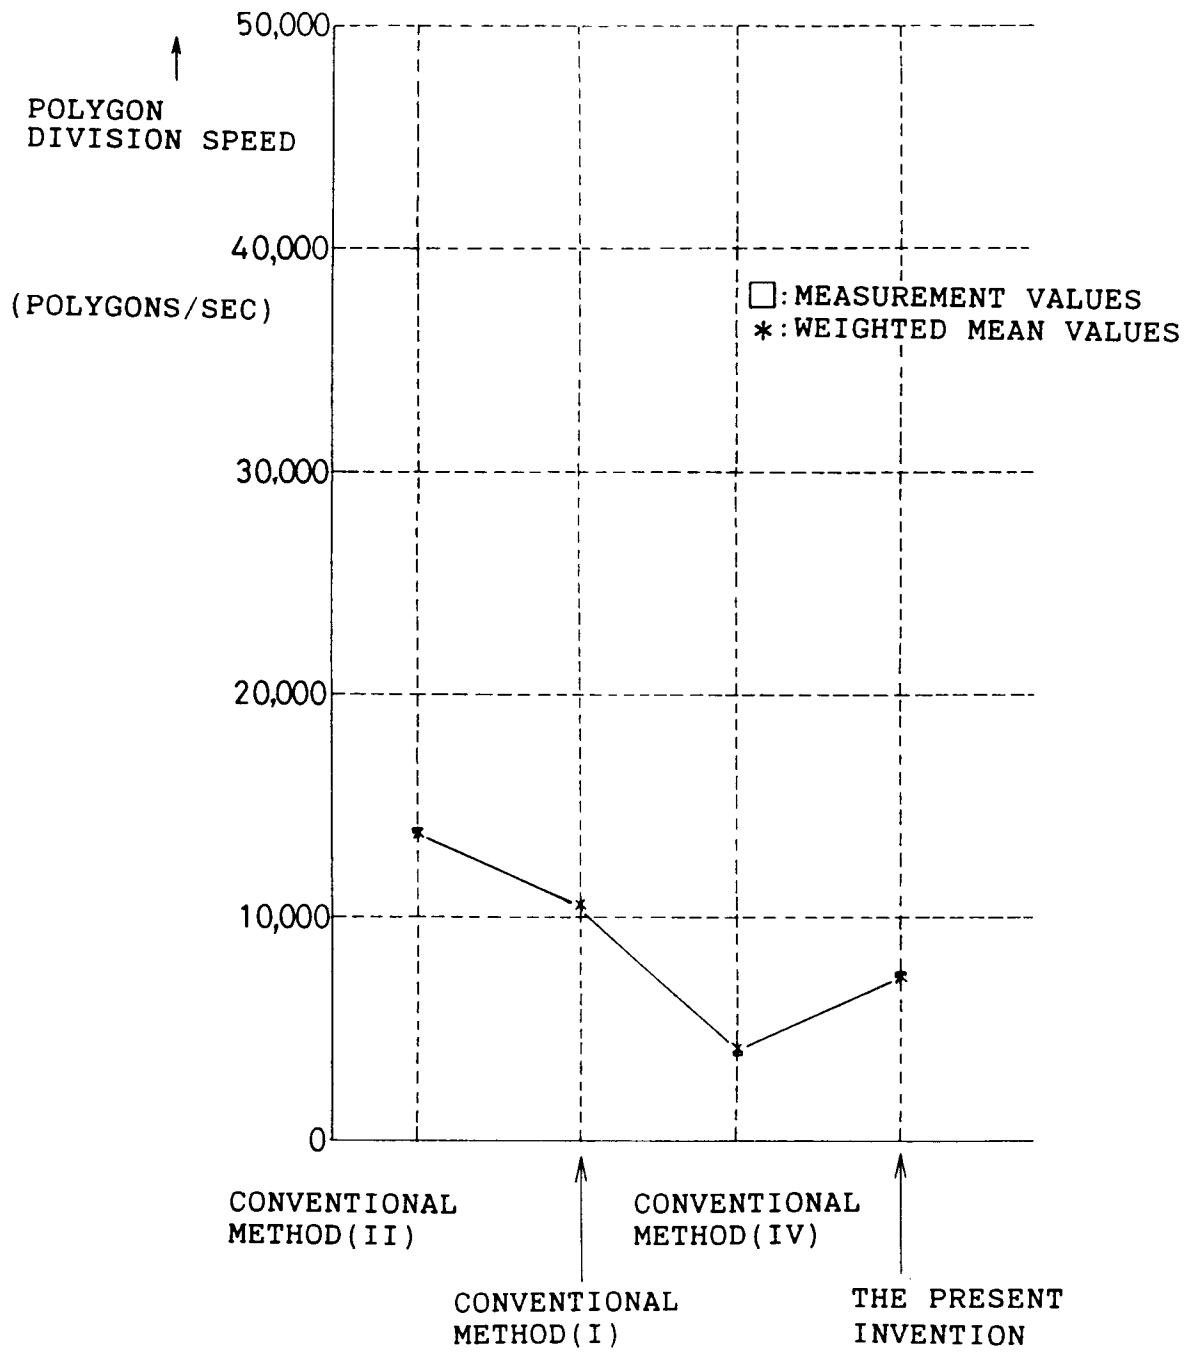 50,000
POLYGON
DIVISION SPEED
40,000
(POLYGONS/SEC)
□:MEASUREMENT VALUES
*:WEIGHTED MEAN VALUES
30,000
20,000
10,000
0
CONVENTIONAL
METHOD(II)
CONVENTIONAL
METHOD(IV)
CONVENTIONAL
METHOD(I)
THE PRESENT
INVENTION